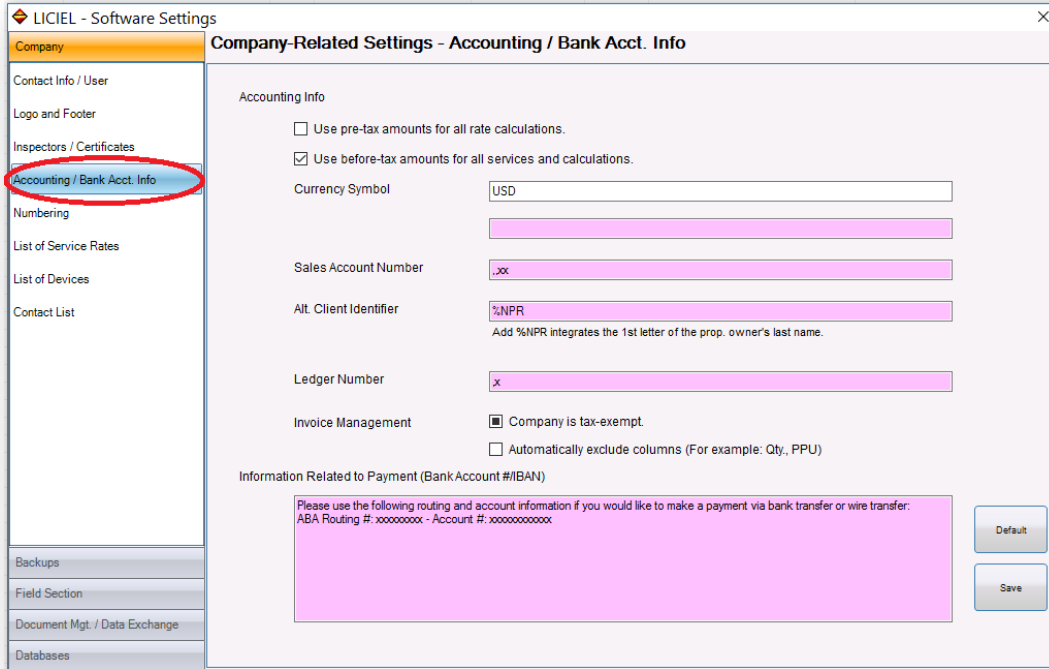 LICIEL - Software Settings
Company
Contact Info / User
Logo and Footer
Inspectors / Certificates
Accounting / Bank Acct. Info
Numbering
List of Service Rates
List of Devices
Contact List
Backups
Field Section
Document Mgt. / Data Exchange
Databases
Company-Related Settings - Accounting / Bank Acct. Info
Accounting Info
Use pre-tax amounts for all rate calculations.
Use before-tax amounts for all services and calculations.
Currency Symbol
USD
Sales Account Number
.,xx
Alt. Client Identifier
%NPR
Add %NPR integrates the 1st letter of the prop. owner's last name.
Ledger Number
,x
Invoice Management
Company is tax-exempt.
Automatically exclude columns (For example: Qty., PPU)
Information Related to Payment (Bank Account #/IBAN)
Please use the following routing and account information if you would like to make a payment via bank transfer or wire transfer:
ABA Routing #: xxxxxxxxx - Account #: xxxxxxxxxxxx
Default
Save